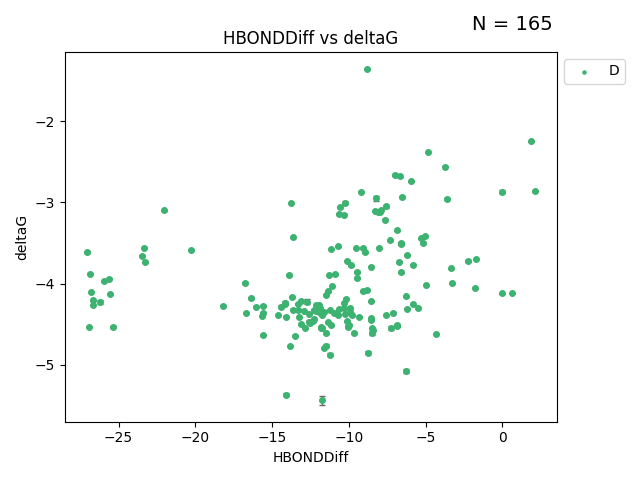 N = 165
HBONDDiff vs deltaG
D
deltaG
−2
−3
−4
−5
−25 −20 −15 −10 −5 0
HBONDDiff